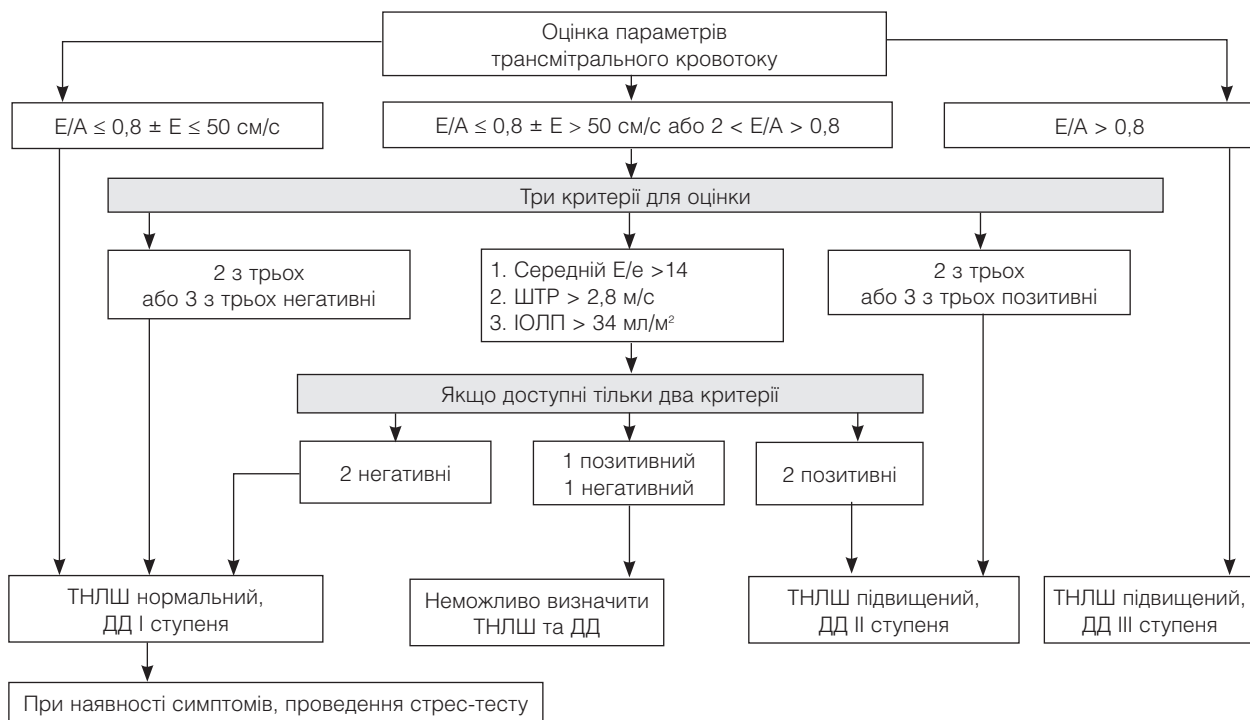 Оцінка параметрів
трансмітрального кровотоку
E/A ≤ 0,8 ± E ≤ 50 см/с
E/A ≤ 0,8 ± E > 50 см/с або 2 < E/A > 0,8
E/A > 0,8
Три критерії для оцінки
2 з трьох
або 3 з трьох негативні
1. Середній E/e >14
2. ШТР > 2,8 м/с
3. ІОЛП > 34 мл/м²
2 з трьох
або 3 з трьох позитивні
Якщо доступні тільки два критерії
2 негативні
1 позитивний
1 негативний
2 позитивні
ТНЛШ нормальний,
ДД I ступеня
Неможливо визначити
ТНЛШ та ДД
ТНЛШ підвищений,
ДД II ступеня
ТНЛШ підвищений,
ДД III ступеня
При наявності симптомів, проведення стрес-тесту